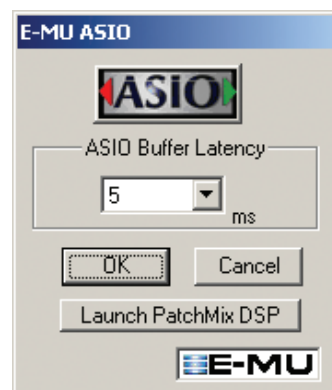 E-MU ASIO
ASIO
ASIO Buffer Latency
5
ms
OK
Cancel
Launch PatchMix DSP
E-MU